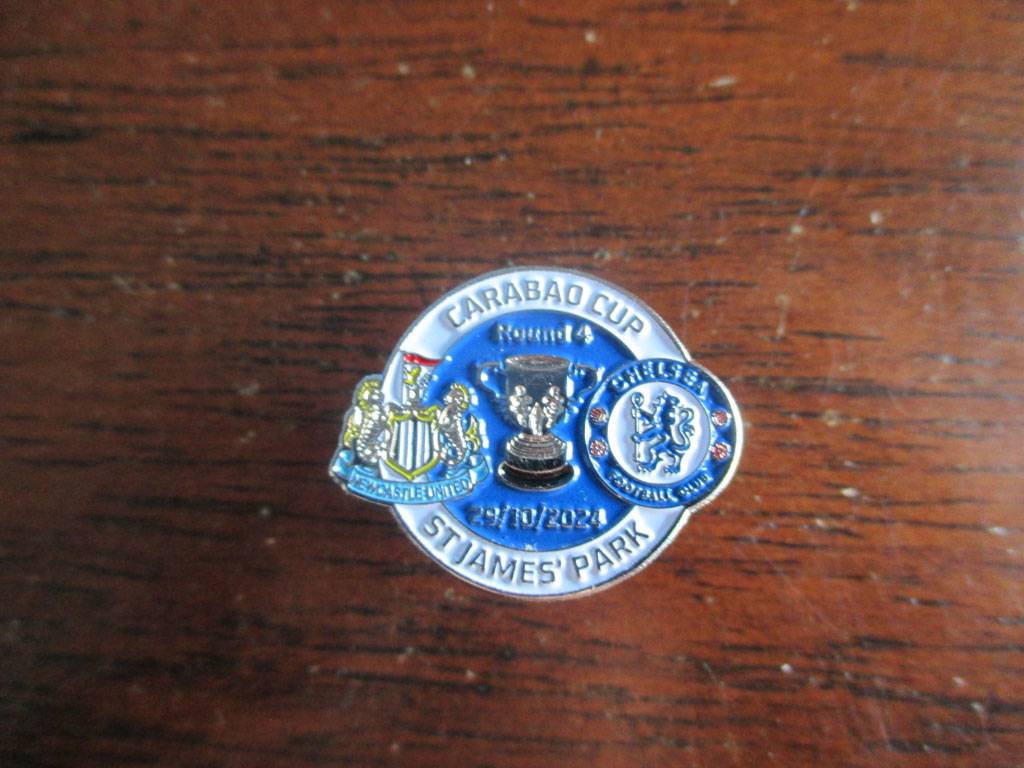 CARABAO CUP
Round 4
NEWCASTLE UNITED
CHELSEA
FOOTBALL CLUB
29/10/2024
ST JAMES' PARK